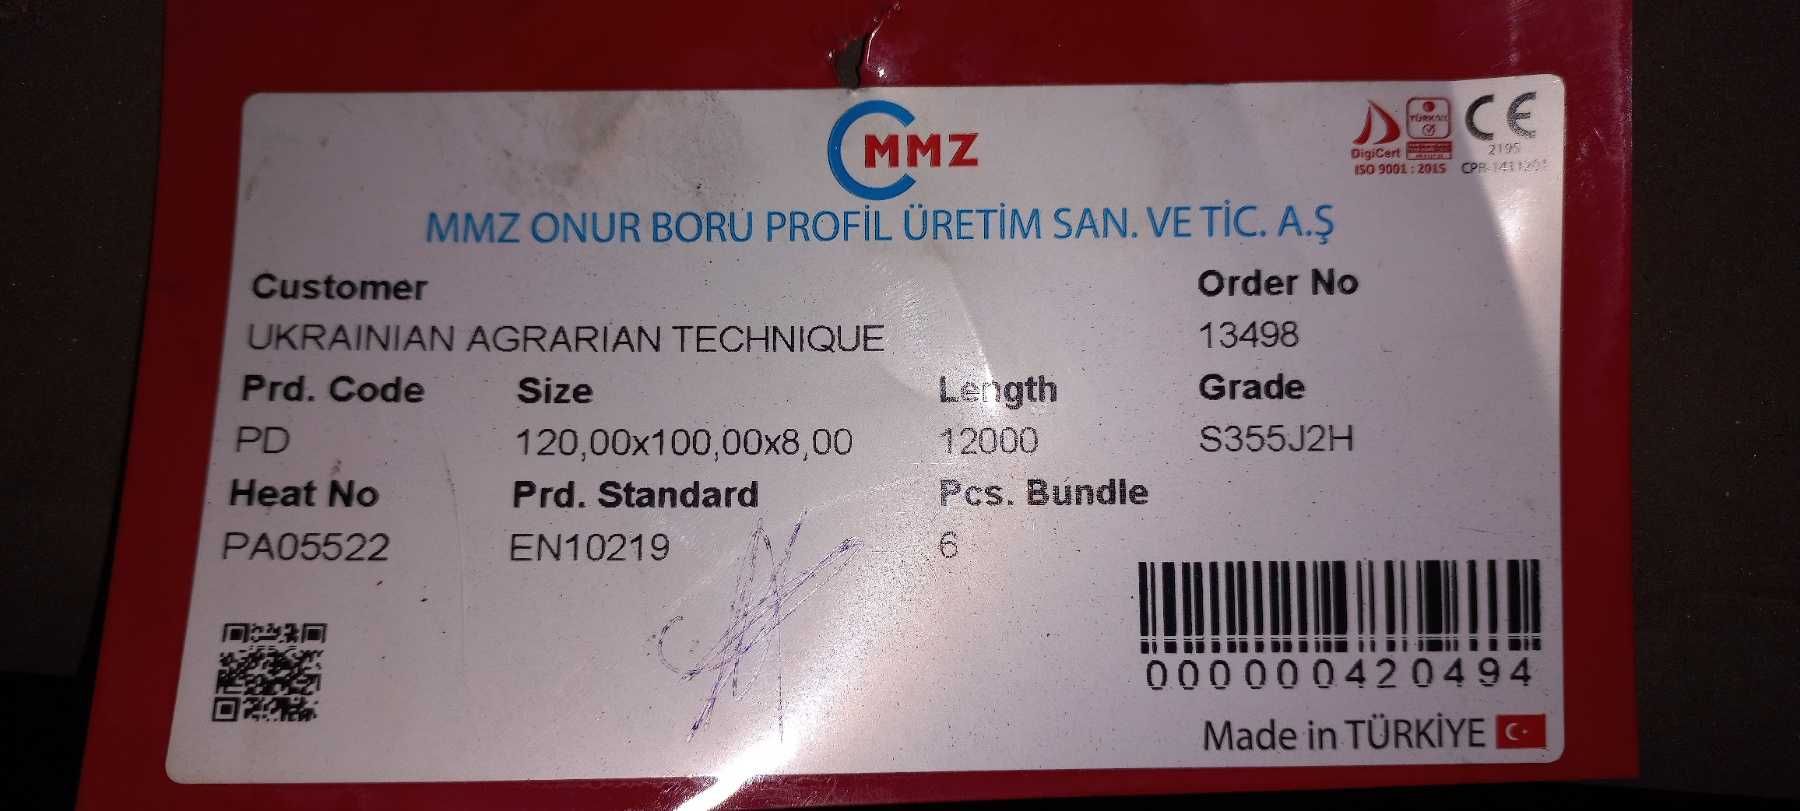 MMZ
DigiCert
TÜRKAK
ISO 9001 : 2015
CE
2195
MMZ ONUR BORU PROFİL ÜRETİM SAN. VE TİC. A.Ş
Customer Order No
UKRAINIAN AGRARIAN TECHNIQUE 13498
Prd. Code Size Length Grade
PD 120,00x100,00x8,00 12000 S355J2H
Heat No Prd. Standard Pcs. Bundle
PA05522 EN10219 6
000000420494
Made in TÜRKİYE